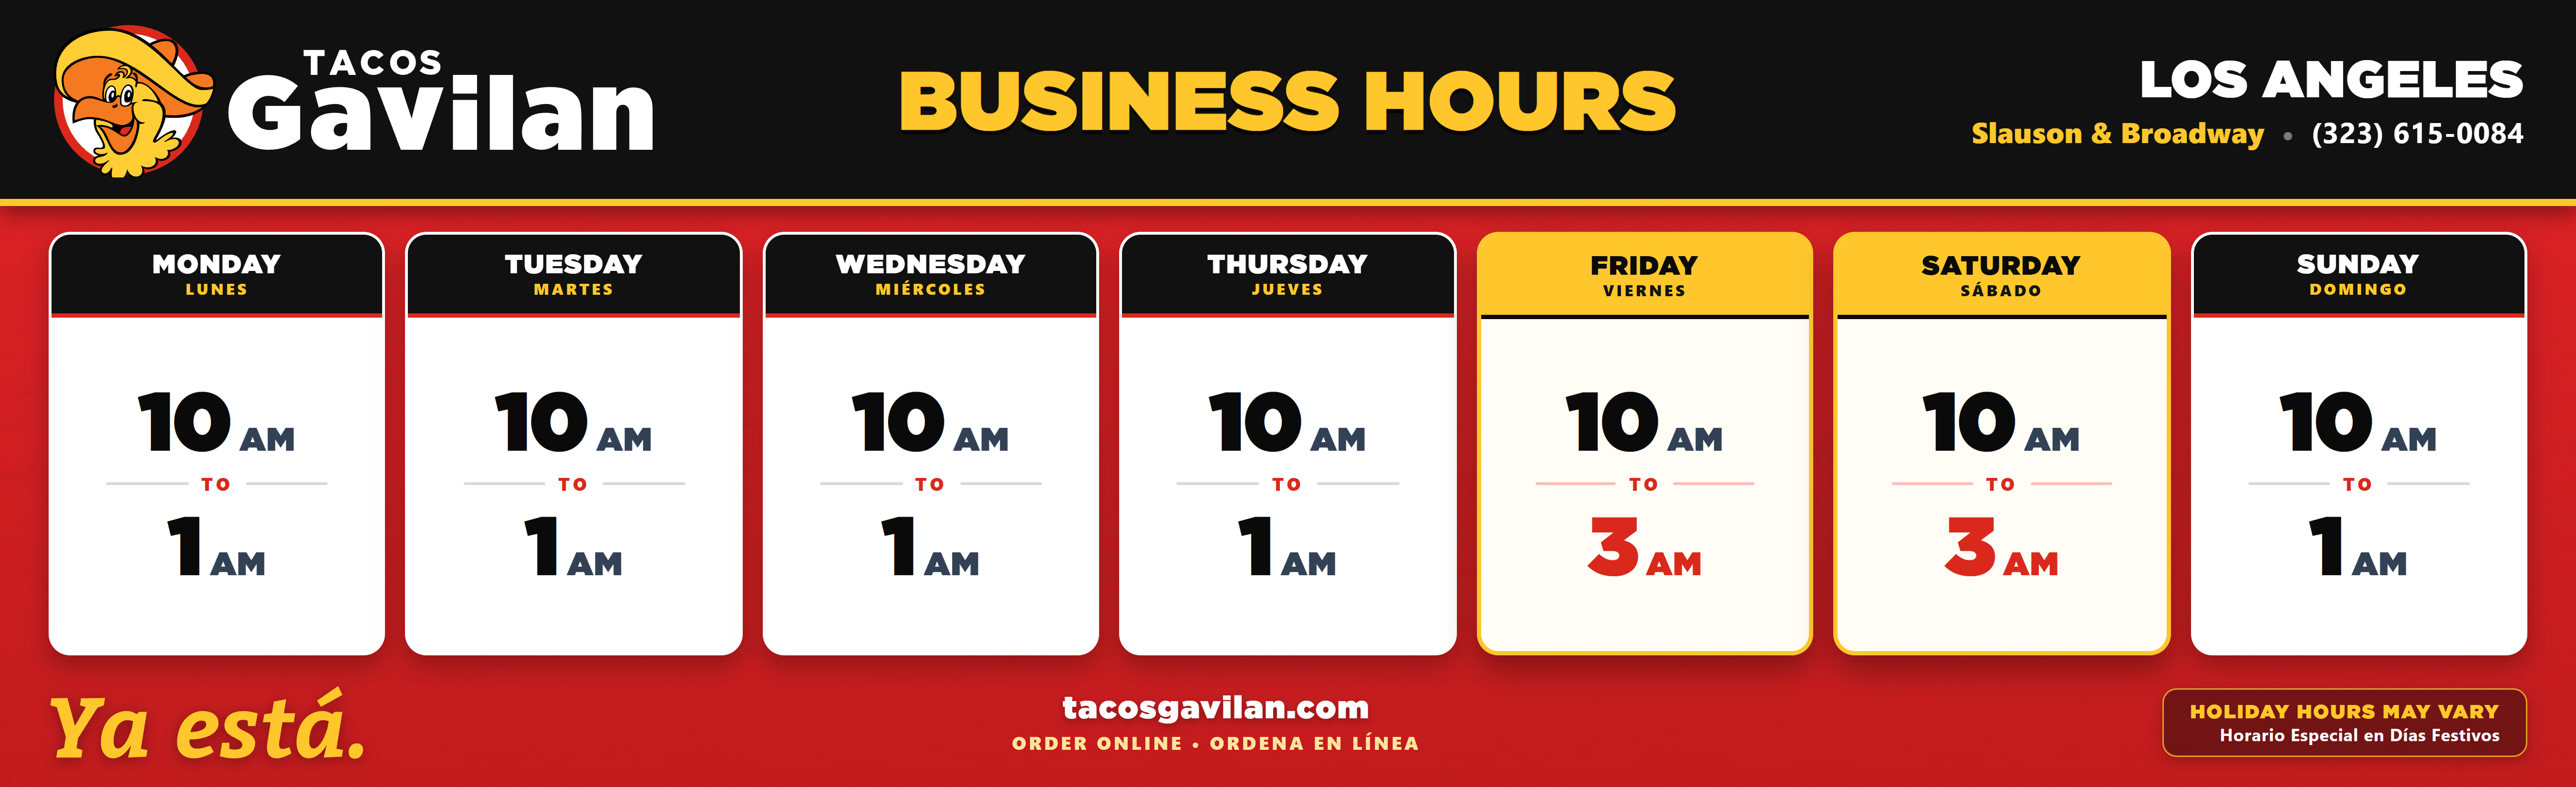 TACOS
Gavilan
BUSINESS HOURS
LOS ANGELES
Slauson & Broadway • (323) 615-0084
MONDAY
LUNES
10 AM
TO
1 AM
TUESDAY
MARTES
10 AM
TO
1 AM
WEDNESDAY
MIÉRCOLES
10 AM
TO
1 AM
THURSDAY
JUEVES
10 AM
TO
1 AM
FRIDAY
VIERNES
10 AM
TO
3 AM
SATURDAY
SÁBADO
10 AM
TO
3 AM
SUNDAY
DOMINGO
10 AM
TO
1 AM
Ya está.
tacosgavilan.com
ORDER ONLINE • ORDENA EN LÍNEA
HOLIDAY HOURS MAY VARY
Horario Especial en Días Festivos